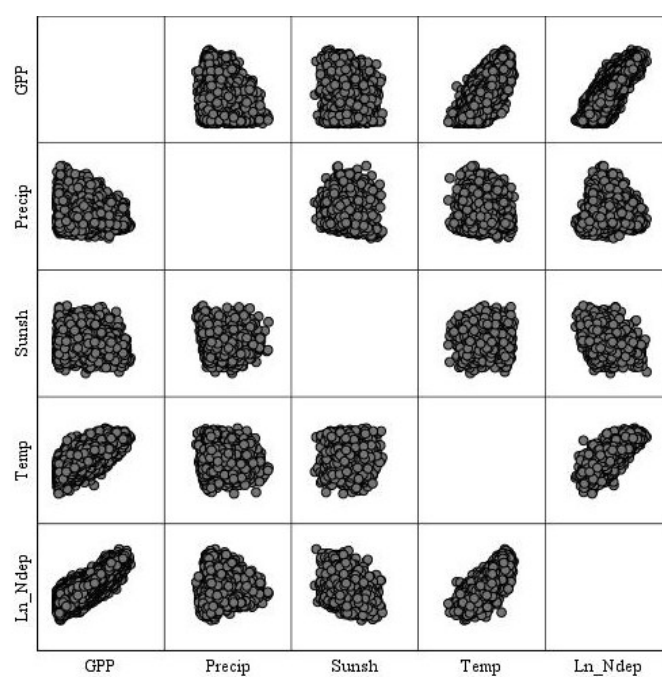 GPP
Precip
Sunsh
Temp
Ln_Ndep
GPP Precip Sunsh Temp Ln_Ndep